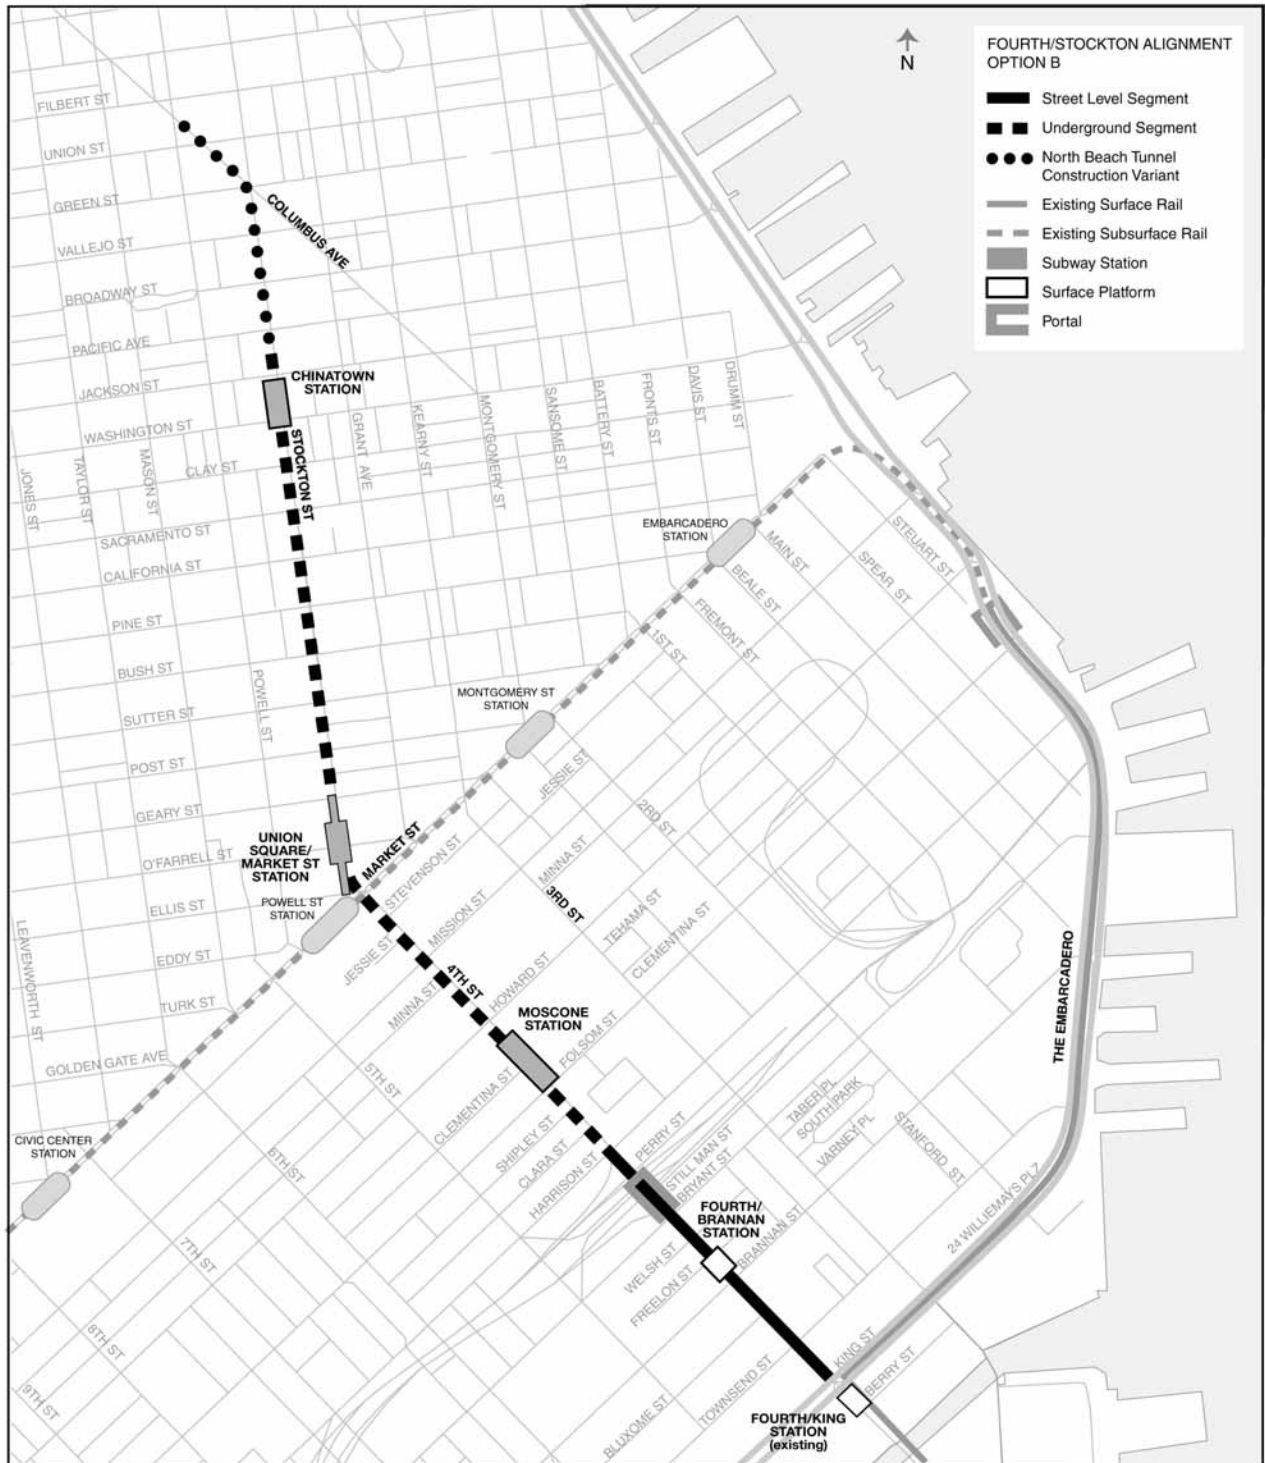 FOURTH/STOCKTON ALIGNMENT
OPTION B
Street Level Segment
Underground Segment
North Beach Tunnel
Construction Variant
Existing Surface Rail
Existing Subsurface Rail
Subway Station
Surface Platform
Portal
N
FILBERT ST
UNION ST
GREEN ST
VALLEJO ST
BROADWAY ST
PACIFIC AVE
JACKSON ST
WASHINGTON ST
CLAY ST
SACRAMENTO ST
CALIFORNIA ST
PINE ST
BUSH ST
SUTTER ST
POST ST
GEARY ST
O'FARRELL ST
ELLIS ST
EDDY ST
TURK ST
GOLDEN GATE AVE
COLUMBUS AVE
CHINATOWN
STATION
STOCKTON ST
JONES ST
TAYLOR ST
MASON ST
POWELL ST
LEAVENWORTH ST
GRANT AVE
KEARNY ST
MONTGOMERY ST
SANSOME ST
BATTERY ST
FRONTS ST
DAVIS ST
DRUMM ST
EMBARCADERO
STATION
MAIN ST
BEALE ST
FREMONT ST
1ST ST
SPEAR ST
STEUART ST
MONTGOMERY ST
STATION
JESSIE ST
2ND ST
UNION
SQUARE/
MARKET ST
STATION
MARKET ST
POWELL ST
STATION
STEVENSON ST
MISSION ST
JESSIE ST
MINNA ST
MINNA ST
3RD ST
TEHAMA ST
CLEMENTINA ST
4TH ST
HOWARD ST
MOSCONE
STATION
FOLSOM ST
CLEMENTINA ST
SHIPLEY ST
CLARA ST
HARRISON ST
PERRY ST
STILL MAN ST
BRYANT ST
5TH ST
6TH ST
7TH ST
8TH ST
9TH ST
CIVIC CENTER
STATION
TABER PL
SOUTH PARK
VARNEY PL
STANFORD ST
THE EMBARCADERO
24 WILLIE MAYS PLZ
FOURTH/
BRANNAN
STATION
BRANNAN ST
WELSH ST
FREELON ST
KING ST
BERRY ST
TOWNSEND ST
BLUXOME ST
FOURTH/KING
STATION
(existing)